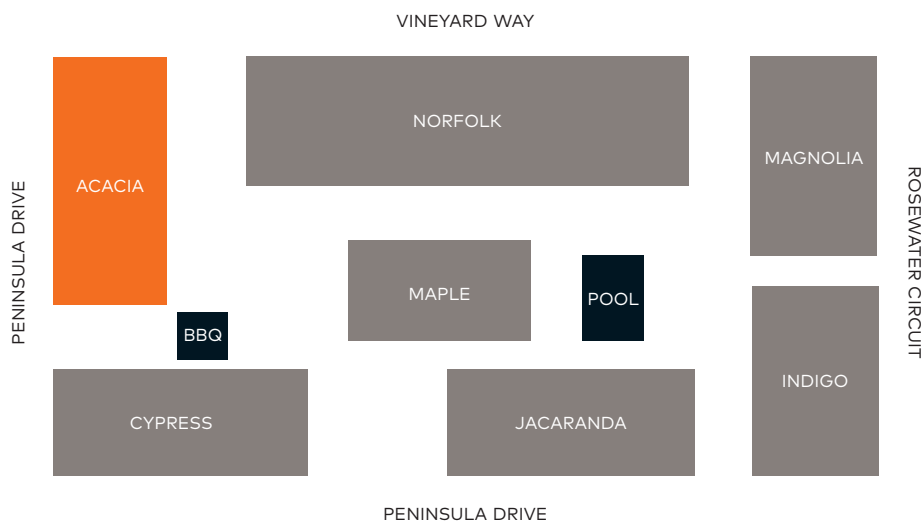 VINEYARD WAY
NORFOLK
MAGNOLIA
ACACIA
PENINSULA DRIVE
ROSEWATER CIRCUIT
MAPLE
POOL
BBQ
INDIGO
CYPRESS
JACARANDA
PENINSULA DRIVE